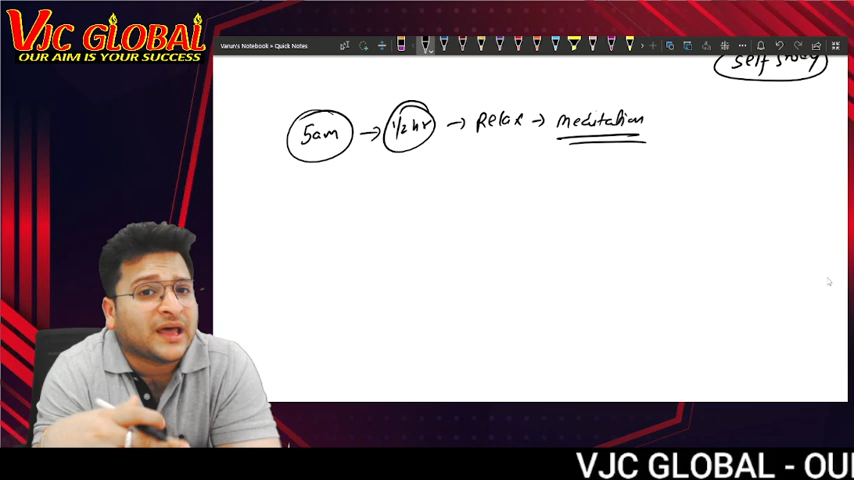 VJC GLOBAL
OUR AIM IS YOUR SUCCESS
Varun's Notebook » Quick Notes
self study
5am → 1/2 hr → Relax → meditation
VJC GLOBAL - OU